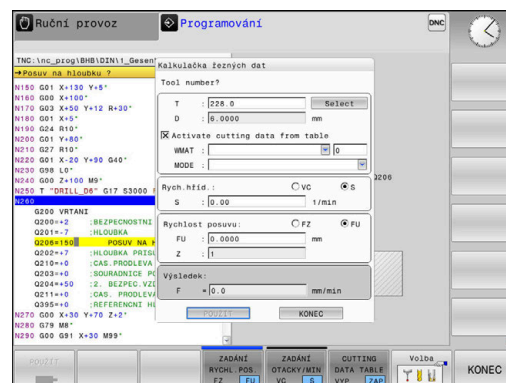 Ruční provoz
Programování
DNC
TNC:\nc_prog\BHB\DIN\1_Gesen
→Posuv na hloubku ?
N150 G01 X+130 Y+5*
N160 G00 X+100*
N170 G03 X+50 Y+12 R+30*
N180 G01 X+5*
N190 G24 R10*
N200 G01 Y+80*
N210 G27 R10*
N220 G01 X-20 Y+90 G40*
N230 G98 L0*
N240 G00 Z+100 M9*
N250 T "DRILL_D6" G17 S3000
N260
G200 VRTANI
Q200=+2 ;BEZPECNOSTNI
Q201=-7 ;HLOUBKA
Q206=150 POSUV NA H
Q202=+7 ;HLOUBKA PRISU
Q210=+0 ;CAS.PRODLEVA
Q203=+0 ;SOURADNICE PO
Q204=+50 ;2. BEZPEC.VZD
Q211=+0 ;CAS. PRODLEVA
Q395=+0 ;REFERENCNI HL
N270 G00 X+30 Y+70 Z+2*
N280 G79 M8*
N290 G00 G91 X+30 M99*
Kalkulačka řezných dat
Tool number?
T : 228.0 Select
D : 6.0000 mm
Activate cutting data from table
WMAT : 0
MODE :
Rych.hříd.: VC S
S : 0.00 1/min
Rychlost posuvu: FZ FU
FU : 0.0000 mm
Z : 1
Výsledek:
F = 0.0 mm/min
POUŽÍT KONEC
Q206
POUŽÍT
ZADÁNÍ RYCHL.POS.
FZ FU
ZADÁNÍ OTACKY/MIN
VC S
CUTTING DATA TABLE
VYP ZAP
Volba
KONEC